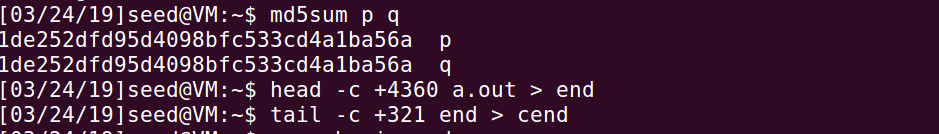 [03/24/19]seed@VM:~$ md5sum p q
1de252dfd95d4098bfc533cd4a1ba56a  p
1de252dfd95d4098bfc533cd4a1ba56a  q
[03/24/19]seed@VM:~$ head -c +4360 a.out > end
[03/24/19]seed@VM:~$ tail -c +321 end > cend